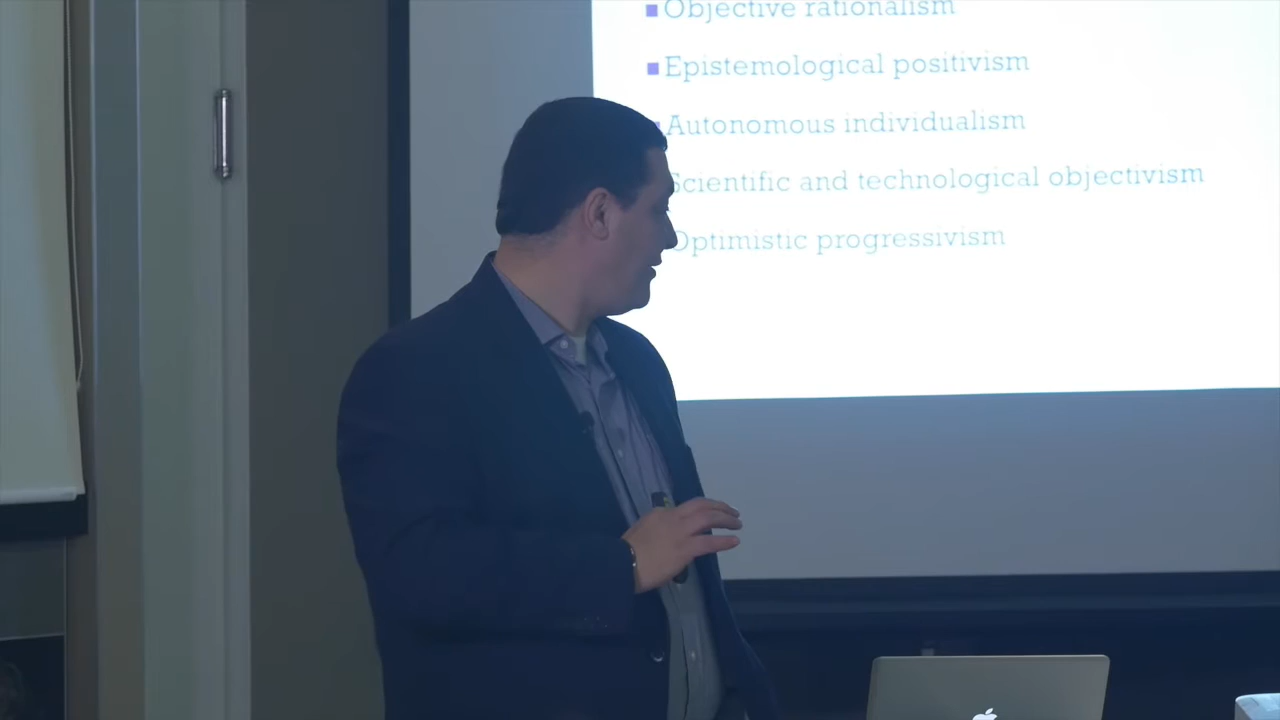 Objective rationalism
Epistemological positivism
Autonomous individualism
Scientific and technological objectivism
Optimistic progressivism